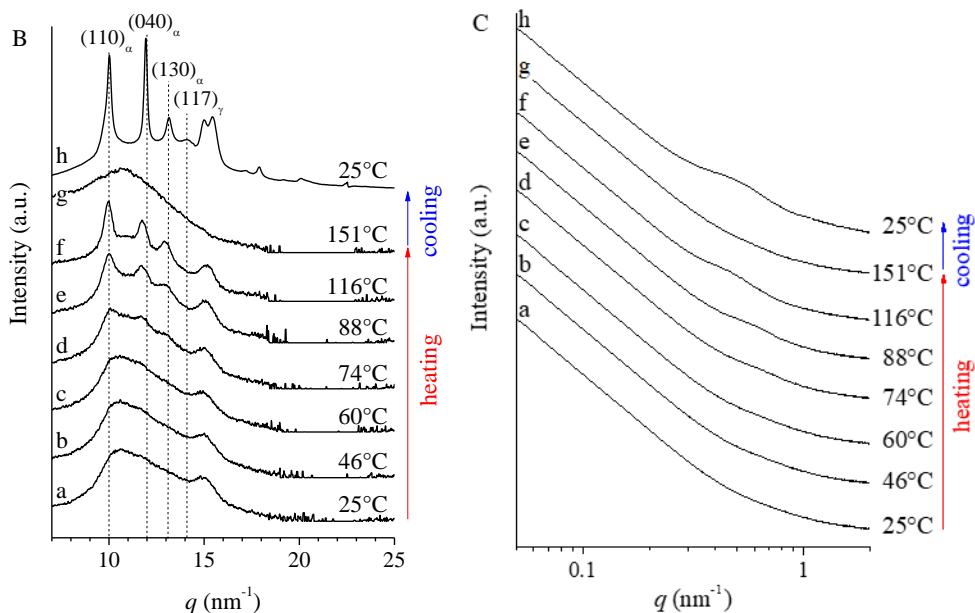 B
(110)α
(040)α
(130)α
(117)γ
h
25°C
g
151°C
f
116°C
e
88°C
d
74°C
c
60°C
b
46°C
a
25°C
cooling
heating
Intensity (a.u.)
10
15
20
25
q (nm-1)
C
h
g
f
e
d
c
b
a
25°C
151°C
116°C
88°C
74°C
60°C
46°C
25°C
cooling
heating
Intensity (a.u.)
0.1
1
q (nm-1)